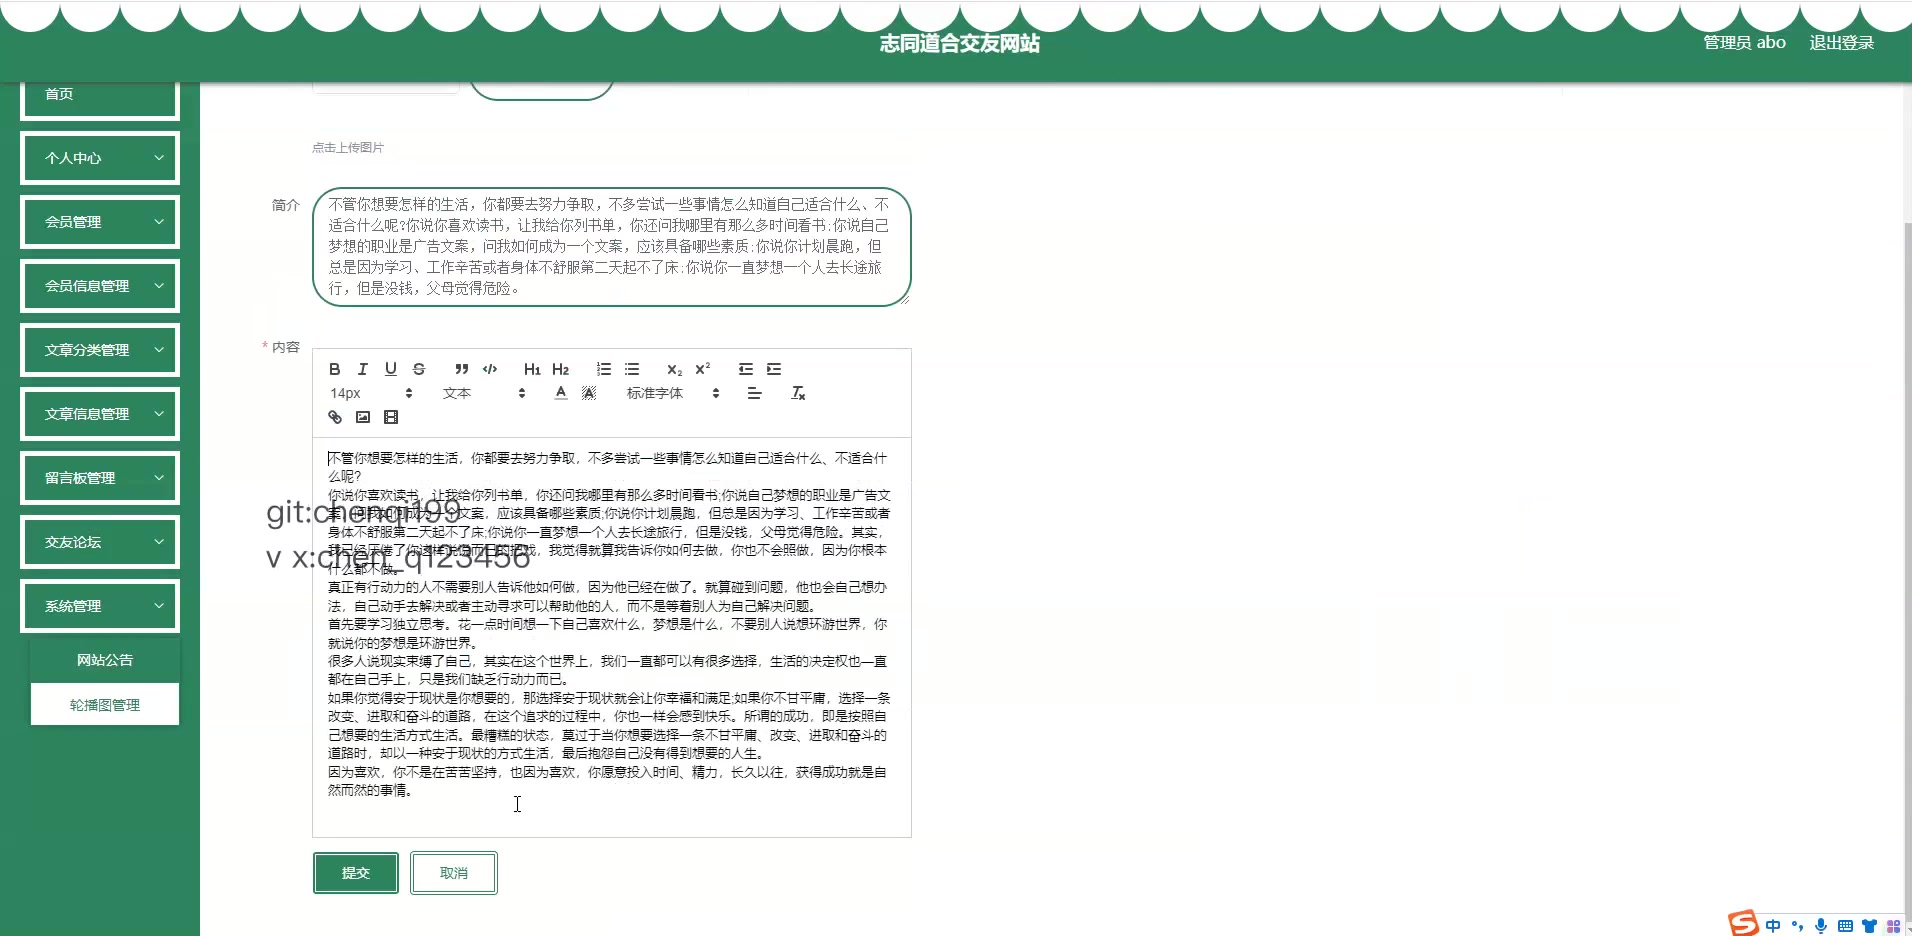 志同道合交友网站
管理员 abo
退出登录
首页
个人中心
会员管理
会员信息管理
文章分类管理
文章信息管理
留言板管理
交友论坛
系统管理
网站公告
轮播图管理
点击上传图片
简介
不管你想要怎样的生活，你都要去努力争取，不多尝试一些事情怎么知道自己适合什么、不
适合什么呢?你说你喜欢读书，让我给你列书单，你还问我哪里有那么多时间看书;你说自己
梦想的职业是广告文案，问我如何成为一个文案，应该具备哪些素质;你说你计划晨跑，但
总是因为学习、工作辛苦或者身体不舒服第二天起不了床;你说你一直梦想一个人去长途旅
行，但是没钱，父母觉得危险。
* 内容
B I U S ” </> H1 H2 X2 X2
14px
文本
A A
标准字体
Tx
不管你想要怎样的生活，你都要去努力争取，不多尝试一些事情怎么知道自己适合什么、不适合什
么呢?
你说你喜欢读书，让我给你列书单，你还问我哪里有那么多时间看书;你说自己梦想的职业是广告文
案，问我如何成为一个文案，应该具备哪些素质;你说你计划晨跑，但总是因为学习、工作辛苦或者
身体不舒服第二天起不了床;你说你一直梦想一个人去长途旅行，但是没钱，父母觉得危险。其实，
我已经厌倦了你这样说说而已的把戏，我觉得就算我告诉你如何去做，你也不会照做，因为你根本
什么都不做。
真正有行动力的人不需要别人告诉他如何做，因为他已经在做了。就算碰到问题，他也会自己想办
法，自己动手去解决或者主动寻求可以帮助他的人，而不是等着别人为自己解决问题。
首先要学习独立思考。花一点时间想一下自己喜欢什么，梦想是什么，不要别人说想环游世界，你
就说你的梦想是环游世界。
很多人说现实束缚了自己，其实在这个世界上，我们一直都可以有很多选择，生活的决定权也—直
都在自己手上，只是我们缺乏行动力而已。
如果你觉得安于现状是你想要的，那选择安于现状就会让你幸福和满足;如果你不甘平庸，选择一条
改变、进取和奋斗的道路，在这个追求的过程中，你也一样会感到快乐。所谓的成功，即是按照自
己想要的生活方式生活。最糟糕的状态，莫过于当你想要选择一条不甘平庸、改变、进取和奋斗的
道路时，却以一种安于现状的方式生活，最后抱怨自己没有得到想要的人生。
因为喜欢，你不是在苦苦坚持，也因为喜欢，你愿意投入时间、精力，长久以往，获得成功就是自
然而然的事情。
git:chenqi199
v x:chen_q123456
提交
取消
S 中